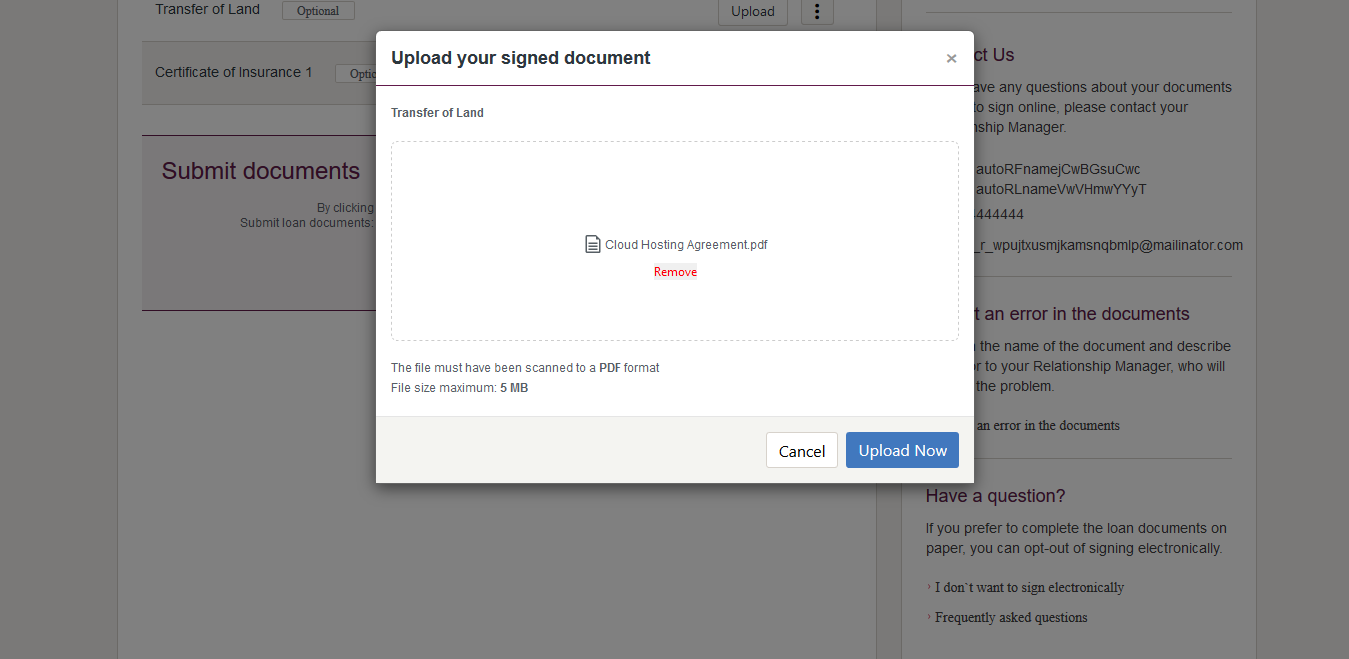 Transfer of Land
Optional
Upload
Certificate of Insurance 1
Submit documents
By clicking
Submit loan documents:
Upload your signed document
×
Transfer of Land
Cloud Hosting Agreement.pdf
Remove
The file must have been scanned to a PDF format
File size maximum: 5 MB
Cancel
Upload Now
Us
any questions about your documents
to sign online, please contact your
Manager.
autoRFnamejCwBGsuCwc
autoRLnameVwVHmwYYyT
444444
_r_wpujtxusmjkamsnqbmlp@mailinator.com
an error in the documents
the name of the document and describe
to your Relationship Manager, who will
the problem.
an error in the documents
Have a question?
If you prefer to complete the loan documents on
paper, you can opt-out of signing electronically.
› I don`t want to sign electronically
› Frequently asked questions